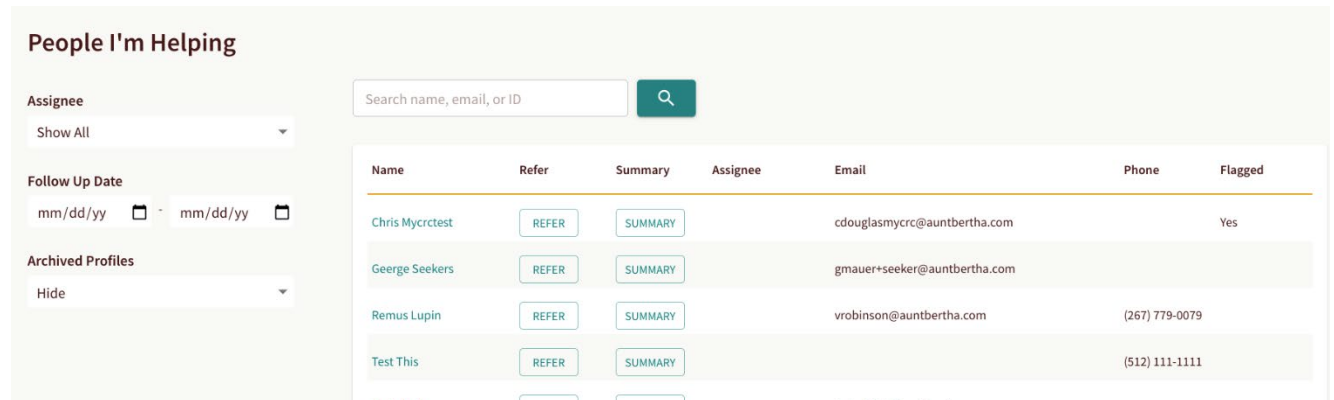 People I'm Helping
Assignee
Show All
Follow Up Date
mm/dd/yy - mm/dd/yy
Archived Profiles
Hide
Search name, email, or ID
Name Refer Summary Assignee Email Phone Flagged
Chris Mycrctest REFER SUMMARY cdouglasmycrc@auntbertha.com Yes
Geerge Seekers REFER SUMMARY gmauer+seeker@auntbertha.com
Remus Lupin REFER SUMMARY vrobinson@auntbertha.com (267) 779-0079
Test This REFER SUMMARY (512) 111-1111